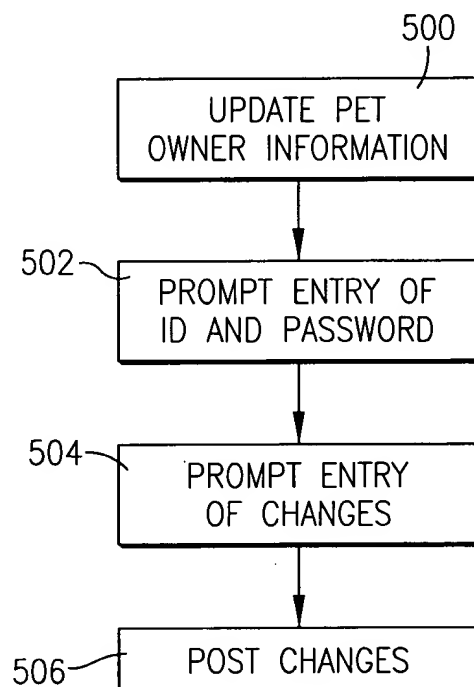 500
UPDATE PET
OWNER INFORMATION
502
PROMPT ENTRY OF
ID AND PASSWORD
504
PROMPT ENTRY
OF CHANGES
506
POST CHANGES